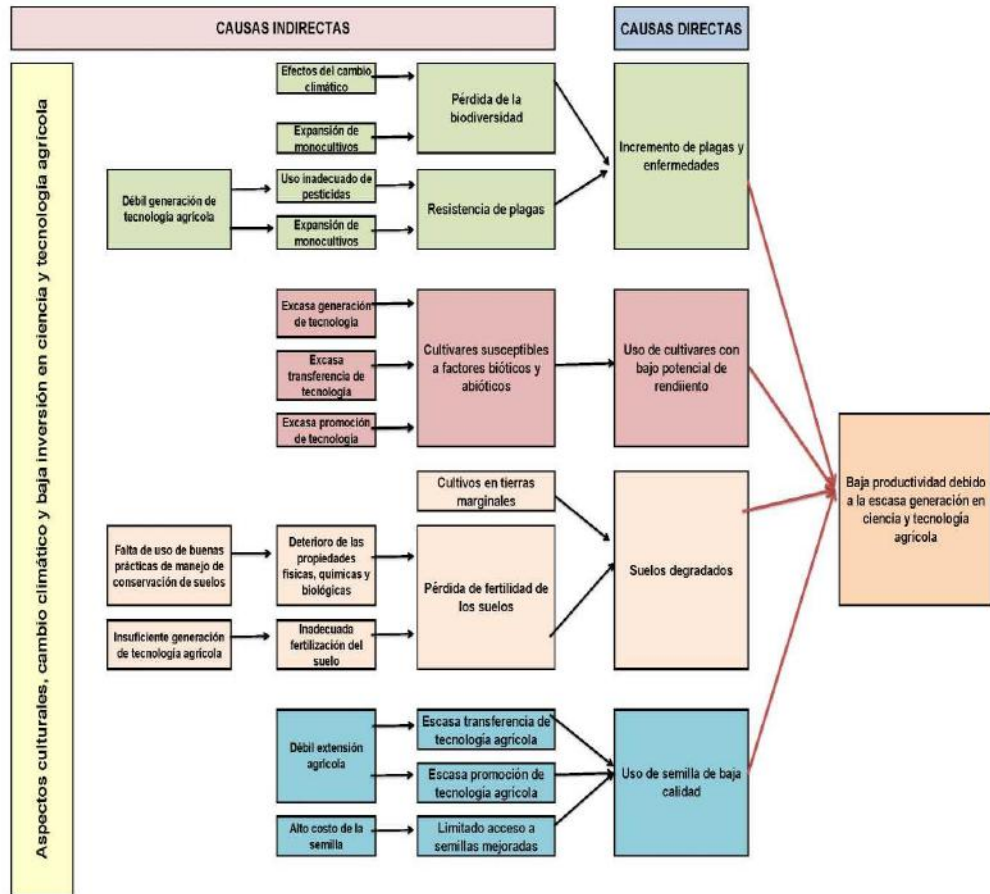 CAUSAS INDIRECTAS
CAUSAS DIRECTAS
Aspectos culturales, cambio climático y baja inversión en ciencia y tecnología agrícola
Efectos del cambio
climático
Expansión de
monocultivos
Pérdida de la
biodiversidad
Débil generación de
tecnología agrícola
Uso inadecuado de
pesticidas
Expansión de
monocultivos
Resistencia de plagas
Incremento de plagas y
enfermedades
Excasa generación
de tecnología
Excasa
transferencia de
tecnología
Excasa promoción
de tecnología
Cultivares susceptibles
a factores bióticos y
abióticos
Uso de cultivares con
bajo potencial de
rendiiento
Cultivos en tierras
marginales
Falta de uso de buenas
prácticas de manejo de
conservación de suelos
Deterioro de las
propiedades
físicas, químicas y
biológicas
Insuficiente generación
de tecnología agrícola
Inadecuada
fertilización del
suelo
Pérdida de fertilidad de
los suelos
Suelos degradados
Débil extensión
agrícola
Escasa transferencia de
tecnología agrícola
Escasa promoción de
tecnología agrícola
Alto costo de la
semilla
Limitado acceso a
semillas mejoradas
Uso de semilla de baja
calidad
Baja productividad debido
a la escasa generación en
ciencia y tecnología
agrícola